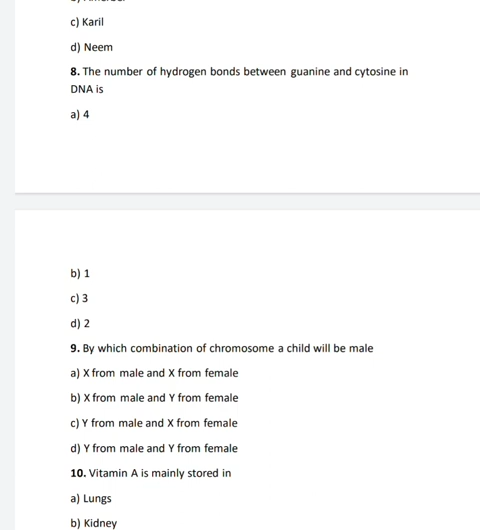 c) Karil
d) Neem
8. The number of hydrogen bonds between guanine and cytosine in
DNA is
a) 4
b) 1
c) 3
d) 2
9. By which combination of chromosome a child will be male
a) X from male and X from female
b) X from male and Y from female
c) Y from male and X from female
d) Y from male and Y from female
10. Vitamin A is mainly stored in
a) Lungs
b) Kidney